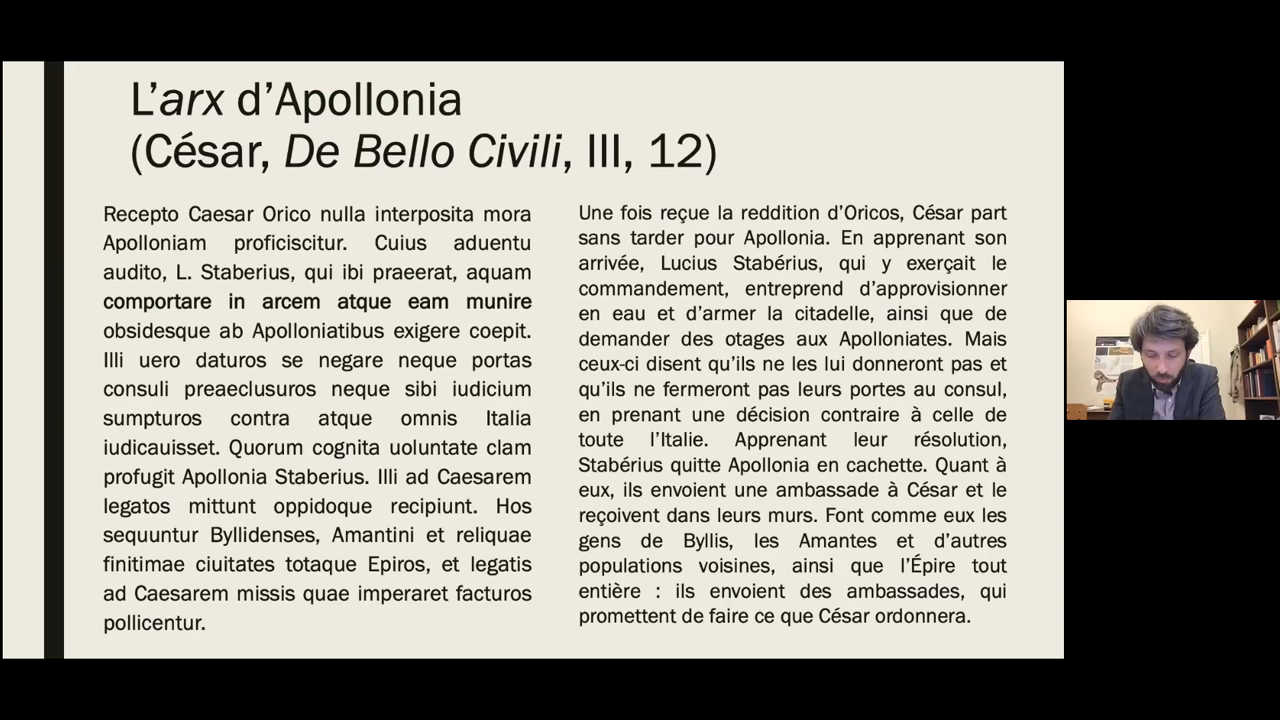 L’arx d’Apollonia
(César, De Bello Civili, III, 12)
Recepto Caesar Orico nulla interposita mora
Apolloniam proficiscitur. Cuius aduentu
audito, L. Staberius, qui ibi praeerat, aquam
comportare in arcem atque eam munire
obsidesque ab Apolloniatibus exigere coepit.
Illi uero daturos se negare neque portas
consuli preaeclusuros neque sibi iudicium
sumpturos contra atque omnis Italia
iudicauisset. Quorum cognita uoluntate clam
profugit Apollonia Staberius. Illi ad Caesarem
legatos mittunt oppidoque recipiunt. Hos
sequuntur Byllidenses, Amantini et reliquae
finitimae ciuitates totaque Epiros, et legatis
ad Caesarem missis quae imperaret facturos
pollicentur.
Une fois reçue la reddition d’Oricos, César part
sans tarder pour Apollonia. En apprenant son
arrivée, Lucius Stabérius, qui y exerçait le
commandement, entreprend d’approvisionner
en eau et d’armer la citadelle, ainsi que de
demander des otages aux Apolloniates. Mais
ceux-ci disent qu’ils ne les lui donneront pas et
qu’ils ne fermeront pas leurs portes au consul,
en prenant une décision contraire à celle de
toute l’Italie. Apprenant leur résolution,
Stabérius quitte Apollonia en cachette. Quant à
eux, ils envoient une ambassade à César et le
reçoivent dans leurs murs. Font comme eux les
gens de Byllis, les Amantes et d’autres
populations voisines, ainsi que l’Épire tout
entière : ils envoient des ambassades, qui
promettent de faire ce que César ordonnera.